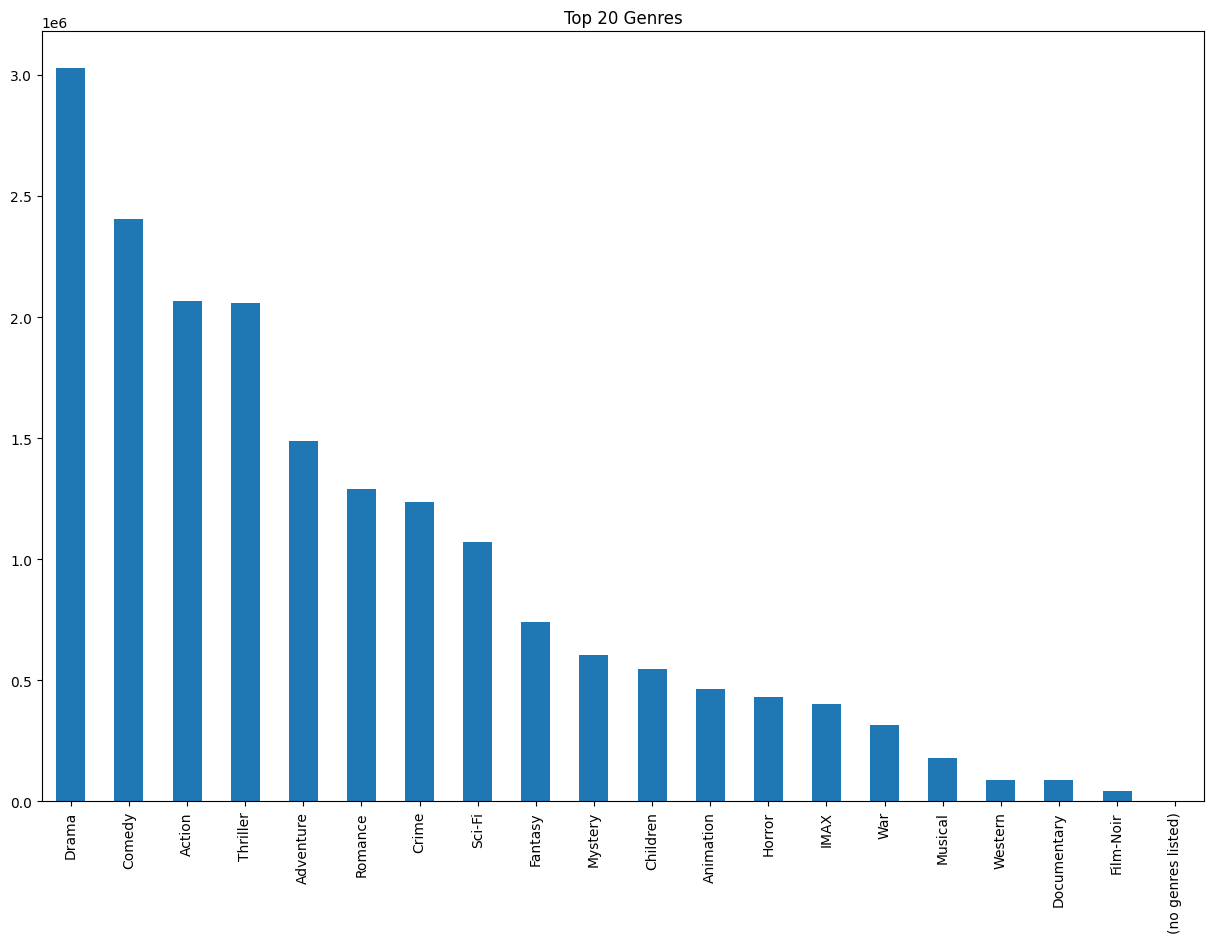 Top 20 Genres
1e6
3.0
2.5
2.0
1.5
1.0
0.5
0.0
Drama
Comedy
Action
Thriller
Adventure
Romance
Crime
Sci-Fi
Fantasy
Mystery
Children
Animation
Horror
IMAX
War
Musical
Western
Documentary
Film-Noir
(no genres listed)